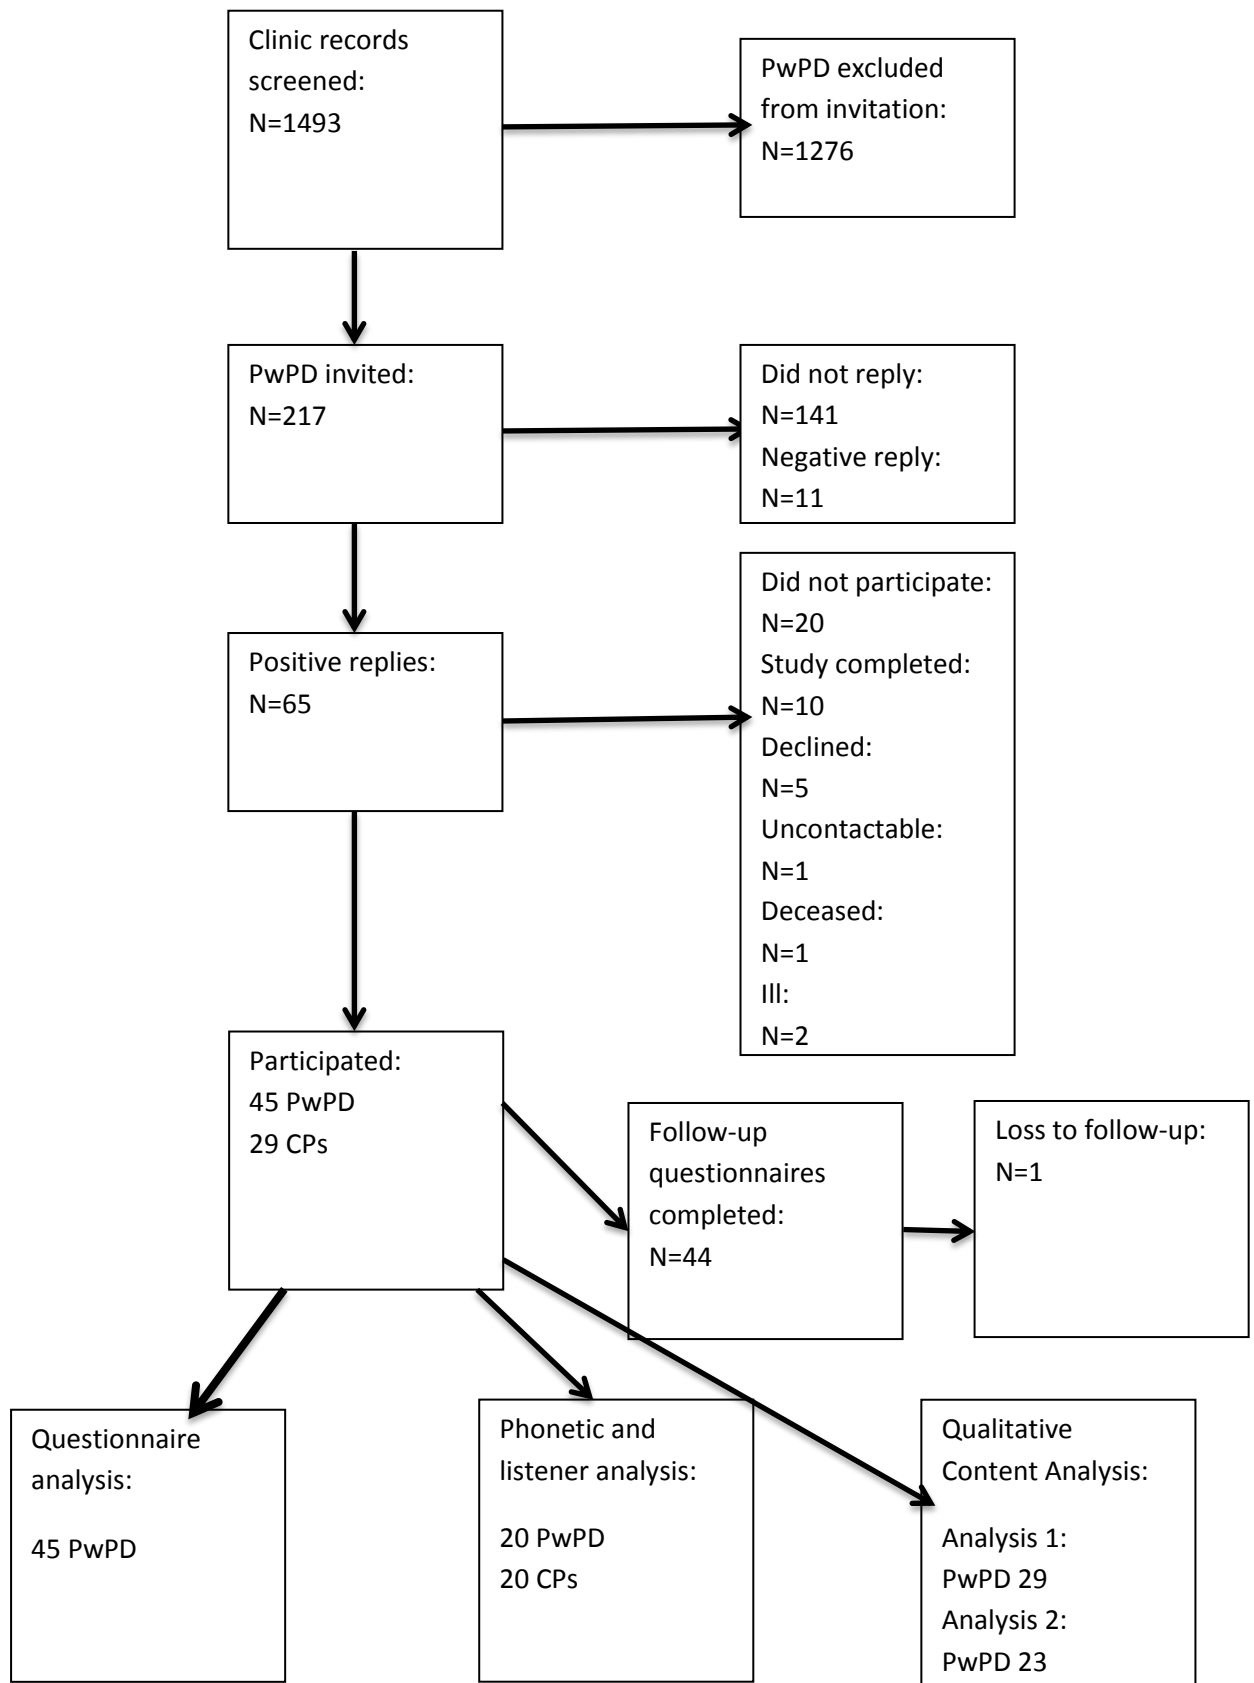 Clinic records
screened:
N=1493
PwPD excluded
from invitation:
N=1276
PwPD invited:
N=217
Did not reply:
N=141
Negative reply:
N=11
Positive replies:
N=65
Did not participate:
N=20
Study completed:
N=10
Declined:
N=5
Uncontactable:
N=1
Deceased:
N=1
Ill:
N=2
Participated:
45 PwPD
29 CPs
Follow-up
questionnaires
completed:
N=44
Loss to follow-up:
N=1
Questionnaire
analysis:
45 PwPD
Phonetic and
listener analysis:
20 PwPD
20 CPs
Qualitative
Content Analysis:
Analysis 1:
PwPD 29
Analysis 2:
PwPD 23